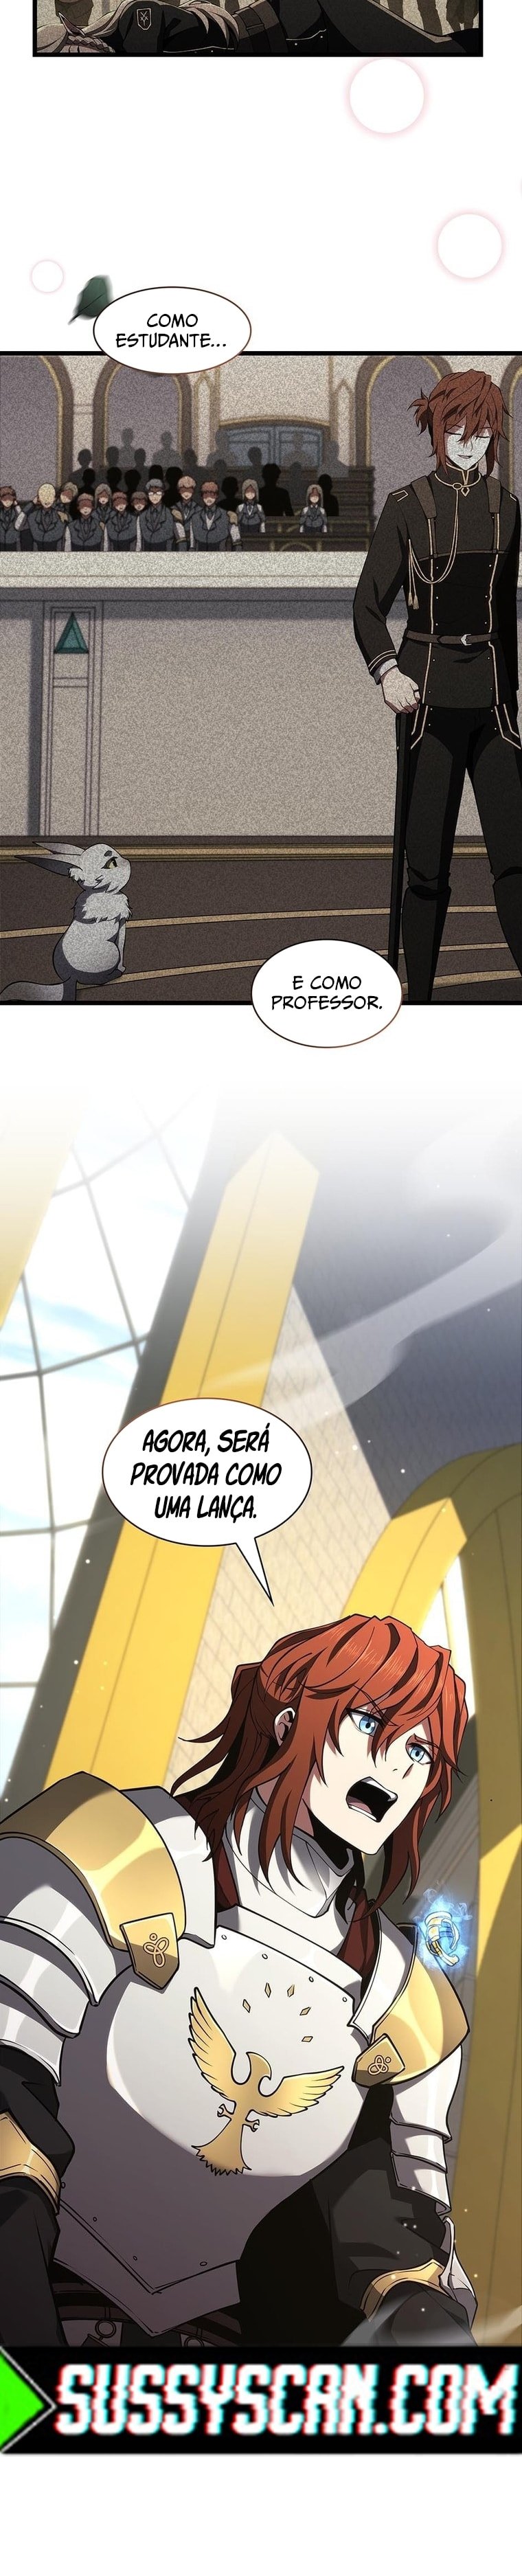 COMO
ESTUDANTE...
E COMO
PROFESSOR.
AGORA, SERÁ
PROVADA COMO
UMA LANÇA.
SUSSYSCAN.COM